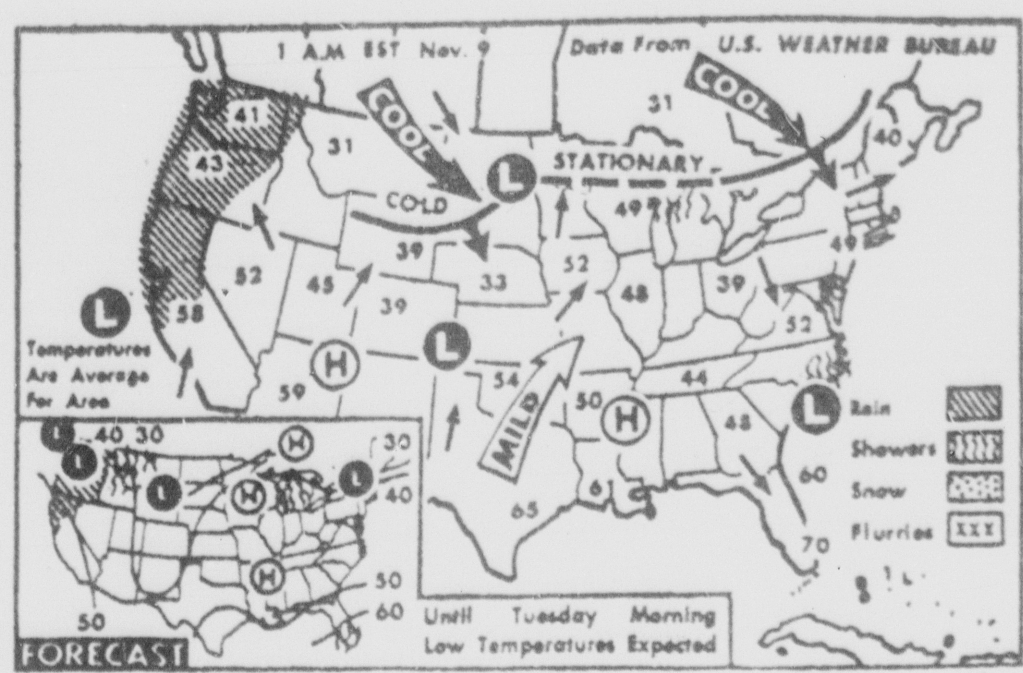 1 A.M EST Nov. 9 Data From U.S. WEATHER BUREAU
COOL
COOL
41
31
31
40
43
L
STATIONARY
COLD
49
49
39
52
52
45
33
48
39
39
58
52
L
Temperatures
Are Average
For Area
H
L
59
54
50
H
44
48
L
MILD
65
61
60
70
Rain
Showers
Snow
Flurries
XXX
L
40 30
H
30
L
L
H
L
40
H
50
50
60
FORECAST
Until Tuesday Morning
Low Temperatures Expected